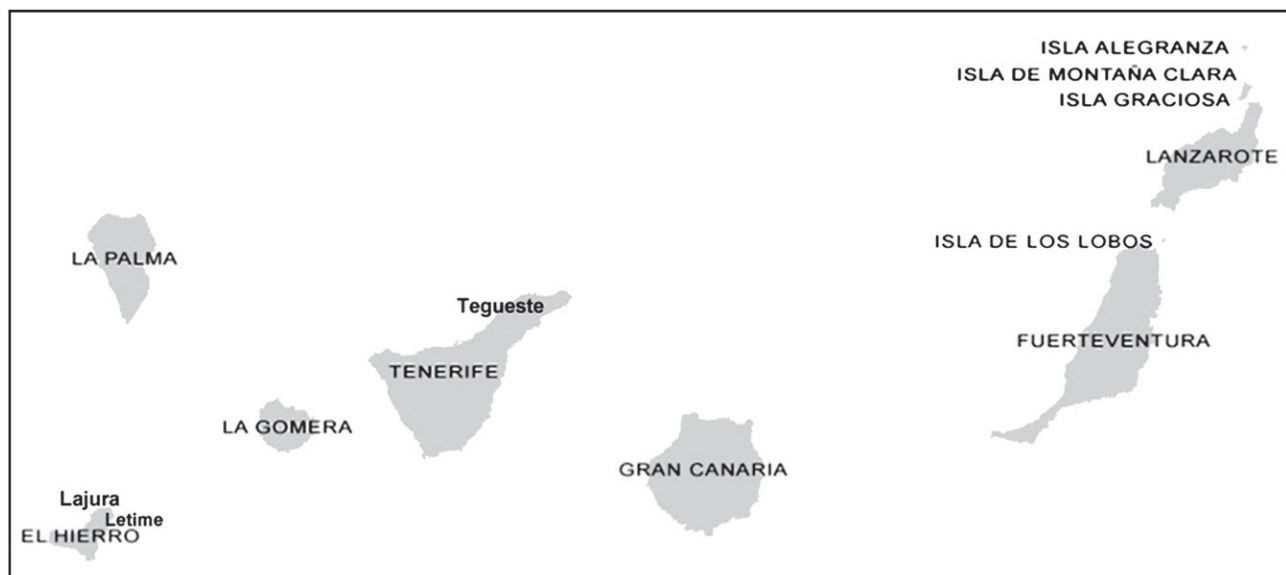 ISLA ALEGRANZA
ISLA DE MONTAÑA CLARA
ISLA GRACIOSA
LANZAROTE
ISLA DE LOS LOBOS
LA PALMA
Tegueste
FUERTEVENTURA
TENERIFE
LA GOMERA
GRAN CANARIA
Lajura
Letime
EL HIERRO